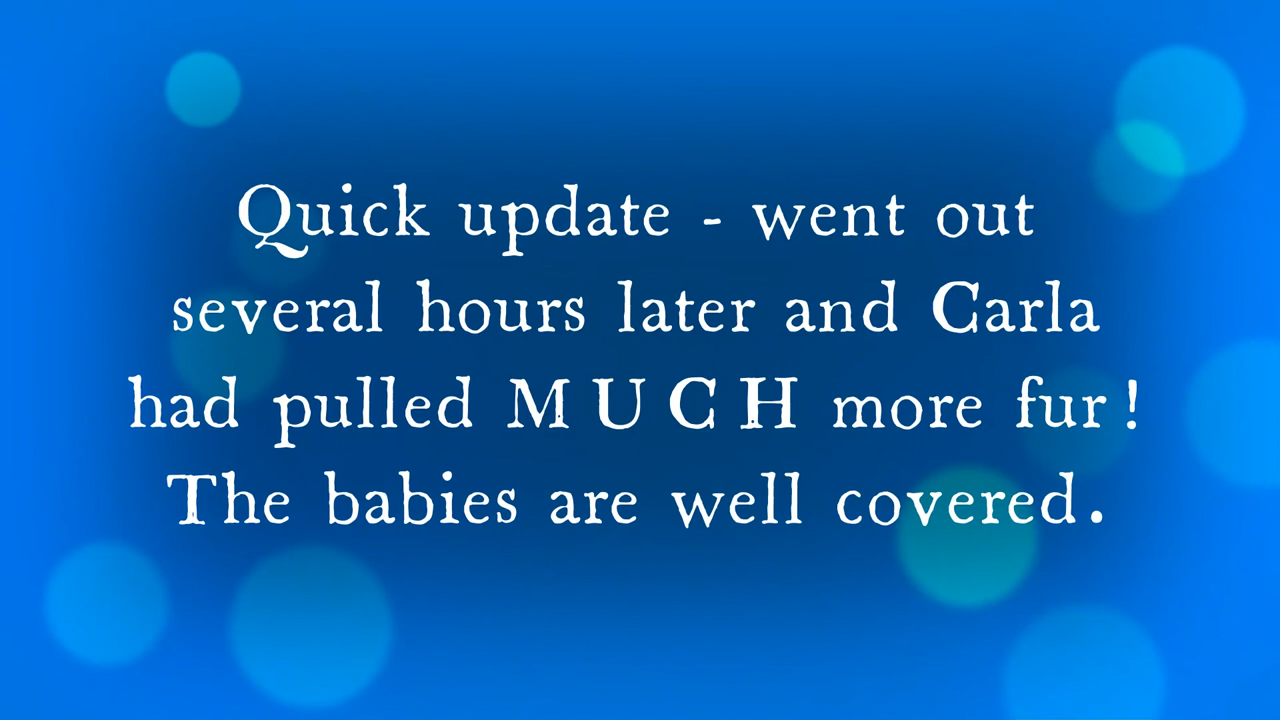 Quick update - went out
several hours later and Carla
had pulled MUCH more fur!
The babies are well covered.